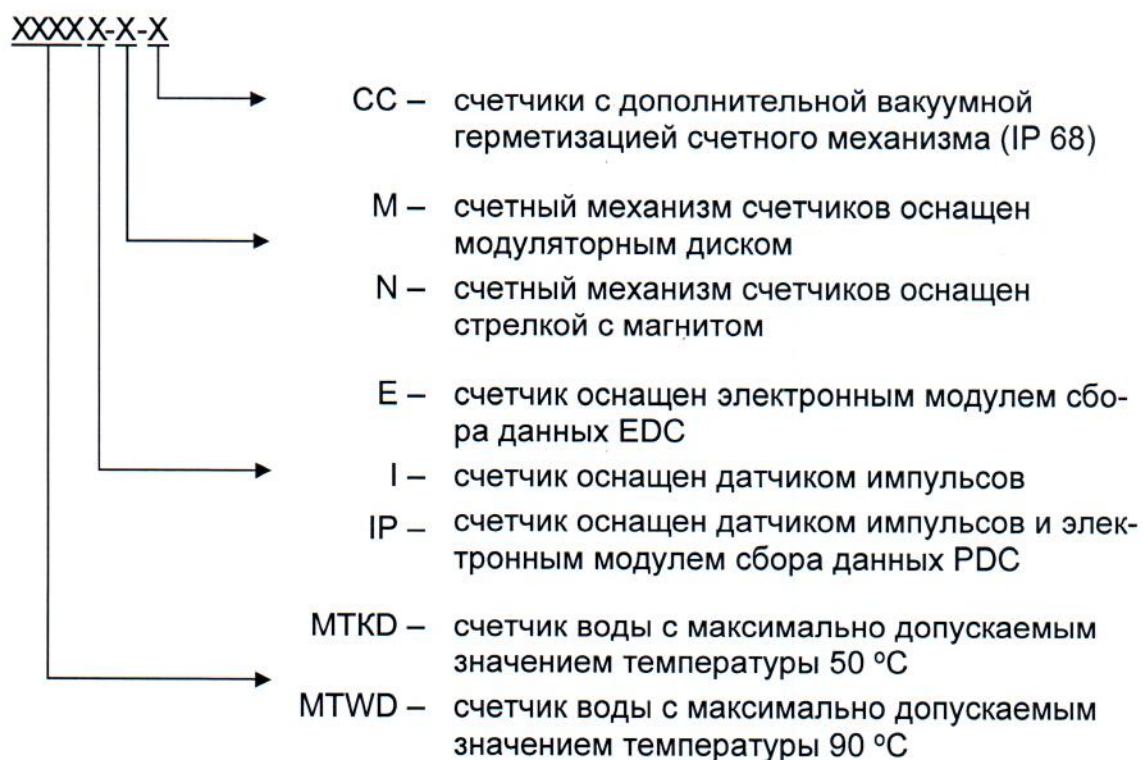 XXXXX-X-X
CC – счетчики с дополнительной вакуумной
герметизацией счетного механизма (IP 68)
M – счетный механизм счетчиков оснащен
модуляторным диском
N – счетный механизм счетчиков оснащен
стрелкой с магнитом
E – счетчик оснащен электронным модулем сбо-
ра данных EDC
I – счетчик оснащен датчиком импульсов
IP – счетчик оснащен датчиком импульсов и элек-
тронным модулем сбора данных PDC
MTKD – счетчик воды с максимально допускаемым
значением температуры 50 ºС
MTWD – счетчик воды с максимально допускаемым
значением температуры 90 ºС